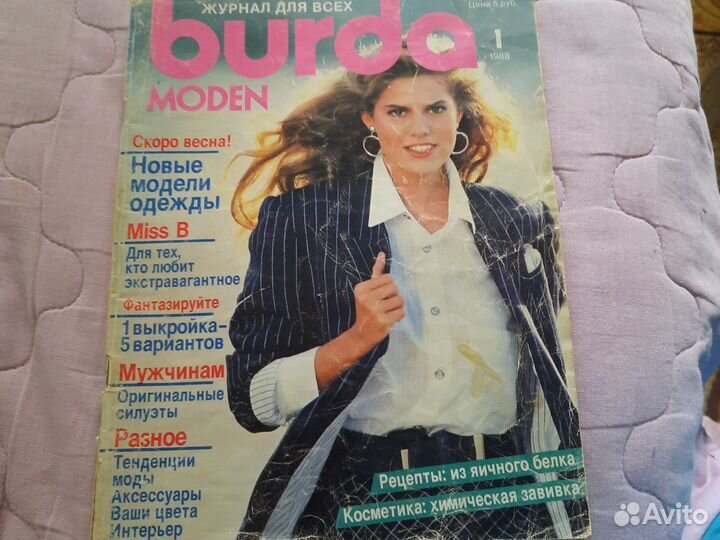 ЖУРНАЛ ДЛЯ ВСЕХ
Цена 5 руб.
burda
MODEN
1
1988
Скоро весна!
Новые
модели
одежды
Miss B
Для тех,
кто любит
экстравагантное
Фантазируйте
1 выкройка–
5 вариантов
Мужчинам
Оригинальные
силуэты
Разное
Тенденции
моды
Аксессуары
Ваши цвета
Интерьер
Рецепты: из яичного белка
Косметика: химическая завивка
Avito